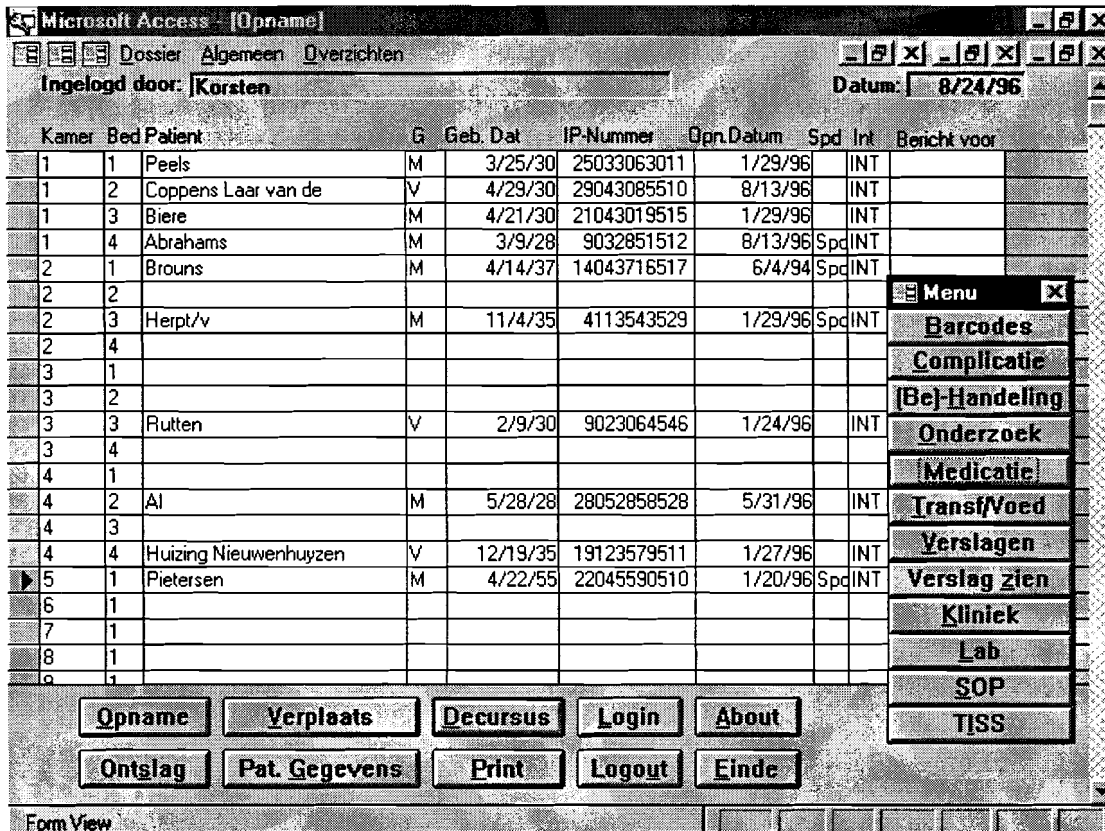 Microsoft Access - [Opname]
Dossier Algemeen Overzichten
Ingelogd door: Korsten Datum: 8/24/96
Kamer Bed Patient G Geb. Dat IP-Nummer Opn.Datum Spd Int Bericht voor
1 1 Peels M 3/25/30 25033063011 1/29/96 INT
1 2 Coppens Laar van de V 4/29/30 29043085510 8/13/96 INT
1 3 Biere M 4/21/30 21043019515 1/29/96 INT
1 4 Abrahams M 3/9/28 9032851512 8/13/96 Spd INT
2 1 Brouns M 4/14/37 14043716517 6/4/94 Spd INT
2 2
2 3 Herpt/v M 11/4/35 4113543529 1/29/96 Spd INT
2 4
3 1
3 2
3 3 Rutten V 2/9/30 9023064546 1/24/96 INT
3 4
4 1
4 2 Al M 5/28/28 28052858528 5/31/96 INT
4 3
4 4 Huizing Nieuwenhuyzen V 12/19/35 19123579511 1/27/96 INT
5 1 Pietersen M 4/22/55 22045590510 1/20/96 Spd INT
6 1
7 1
8 1
9 1
Menu
Barcodes
Complicatie
(Be)-Handeling
Onderzoek
Medicatie
Transf/Voed
Verslagen
Verslag zien
Kliniek
Lab
SOP
TISS
Opname Verplaats Decursus Login About
Ontslag Pat. Gegevens Print Logout Einde
Form View